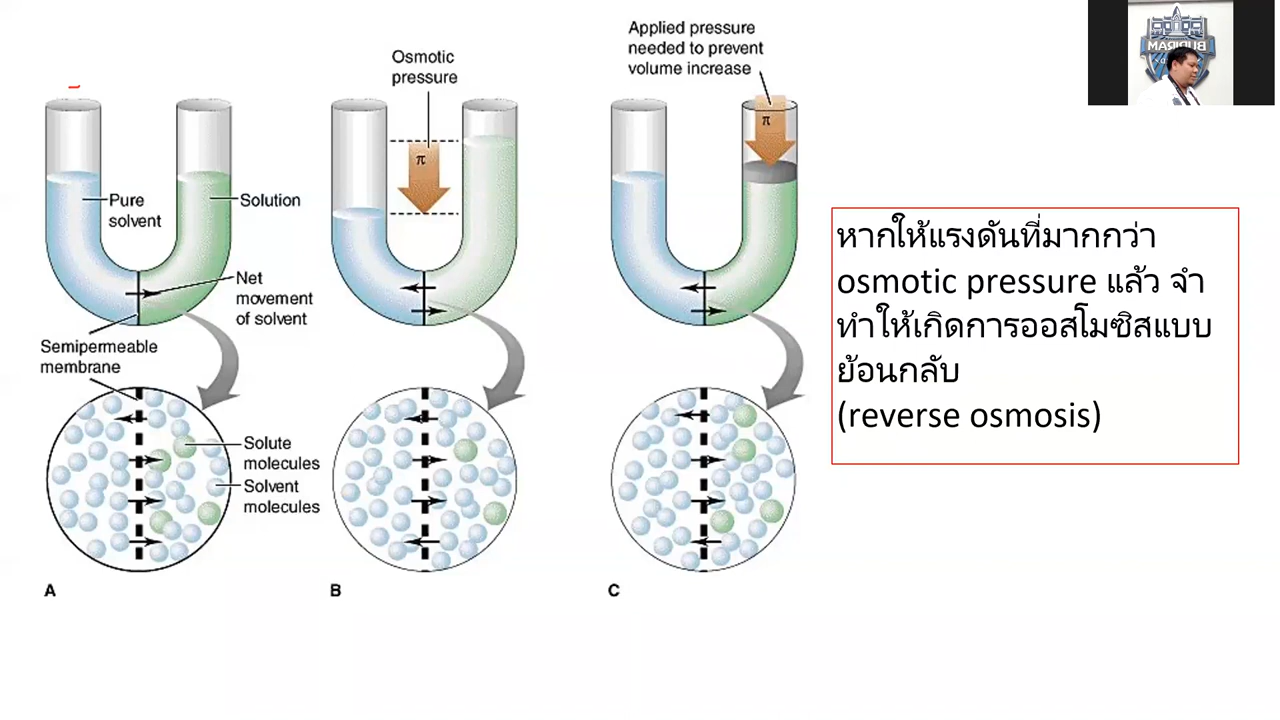 Applied pressure
needed to prevent
volume increase
Osmotic
pressure
π
π
Pure
solvent
Solution
Net
movement
of solvent
Semipermeable
membrane
Solute
molecules
Solvent
molecules
A
B
C
หากให้แรงดันที่มากกว่า
osmotic pressure แล้ว จำ
ทำให้เกิดการออสโมซิสแบบ
ย้อนกลับ
(reverse osmosis)